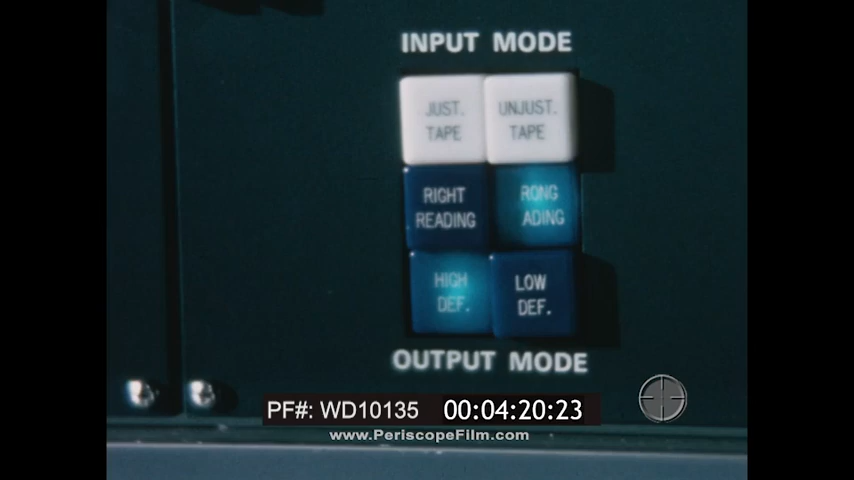 INPUT MODE
JUST. TAPE
UNJUST. TAPE
RIGHT READING
RONG ADING
HIGH DEF.
LOW DEF.
OUTPUT MODE
PF#: WD10135 00:04:20:23
www.PeriscopeFilm.com